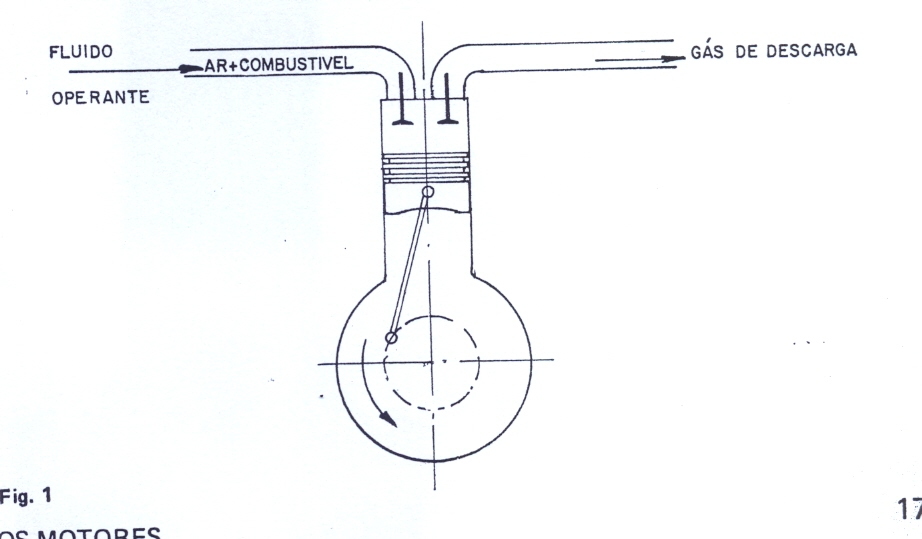 FLUIDO
AR+COMBUSTIVEL
GÁS DE DESCARGA
OPERANTE
Fig. 1
17
OS MOTORES